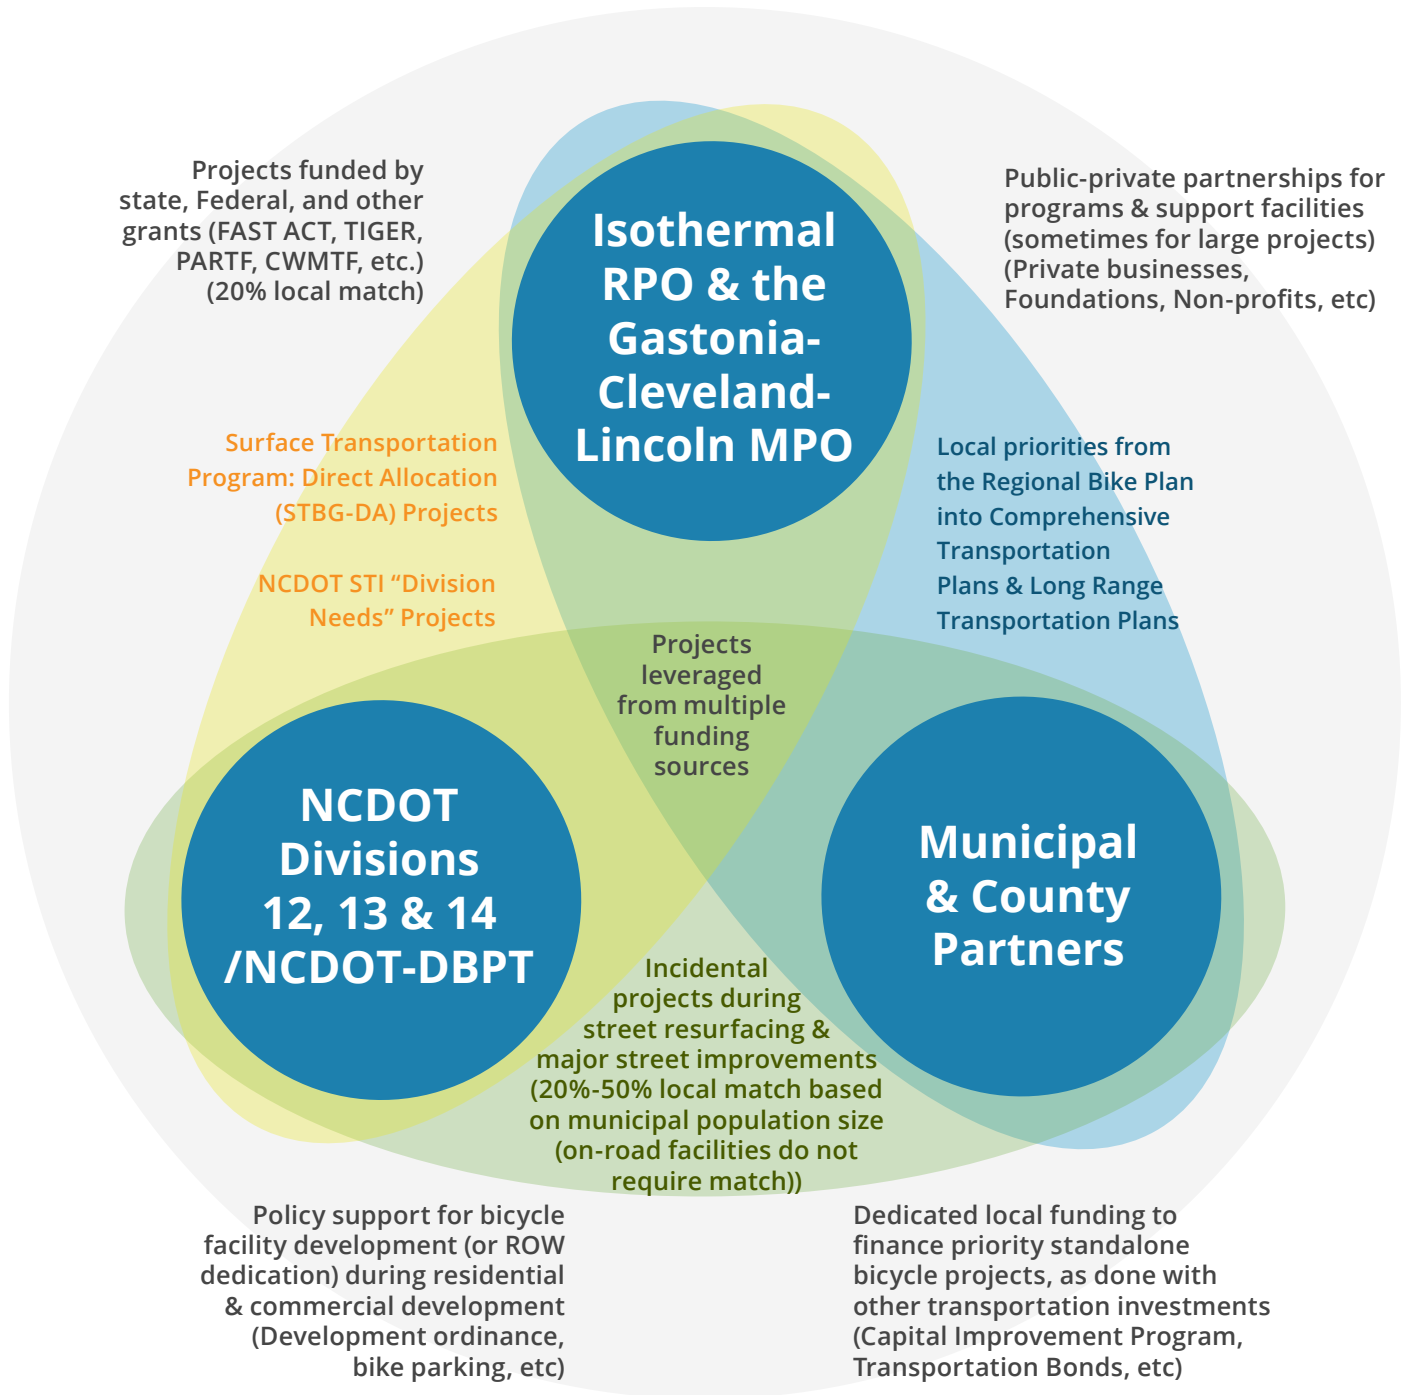 Projects funded by
state, Federal, and other
grants (FAST ACT, TIGER,
PARTF, CWMTF, etc.)
(20% local match)
Isothermal
RPO & the
Gastonia-
Cleveland-
Lincoln MPO
Public-private partnerships for
programs & support facilities
(sometimes for large projects)
(Private businesses,
Foundations, Non-profits, etc)
Surface Transportation
Program: Direct Allocation
(STBG-DA) Projects
NCDOT STI “Division
Needs” Projects
Local priorities from
the Regional Bike Plan
into Comprehensive
Transportation
Plans & Long Range
Transportation Plans
Projects
leveraged
from multiple
funding
sources
NCDOT
Divisions
12, 13 & 14
/NCDOT-DBPT
Municipal
& County
Partners
Incidental
projects during
street resurfacing &
major street improvements
(20%-50% local match based
on municipal population size
(on-road facilities do not
require match))
Policy support for bicycle
facility development (or ROW
dedication) during residential
& commercial development
(Development ordinance,
bike parking, etc)
Dedicated local funding to
finance priority standalone
bicycle projects, as done with
other transportation investments
(Capital Improvement Program,
Transportation Bonds, etc)